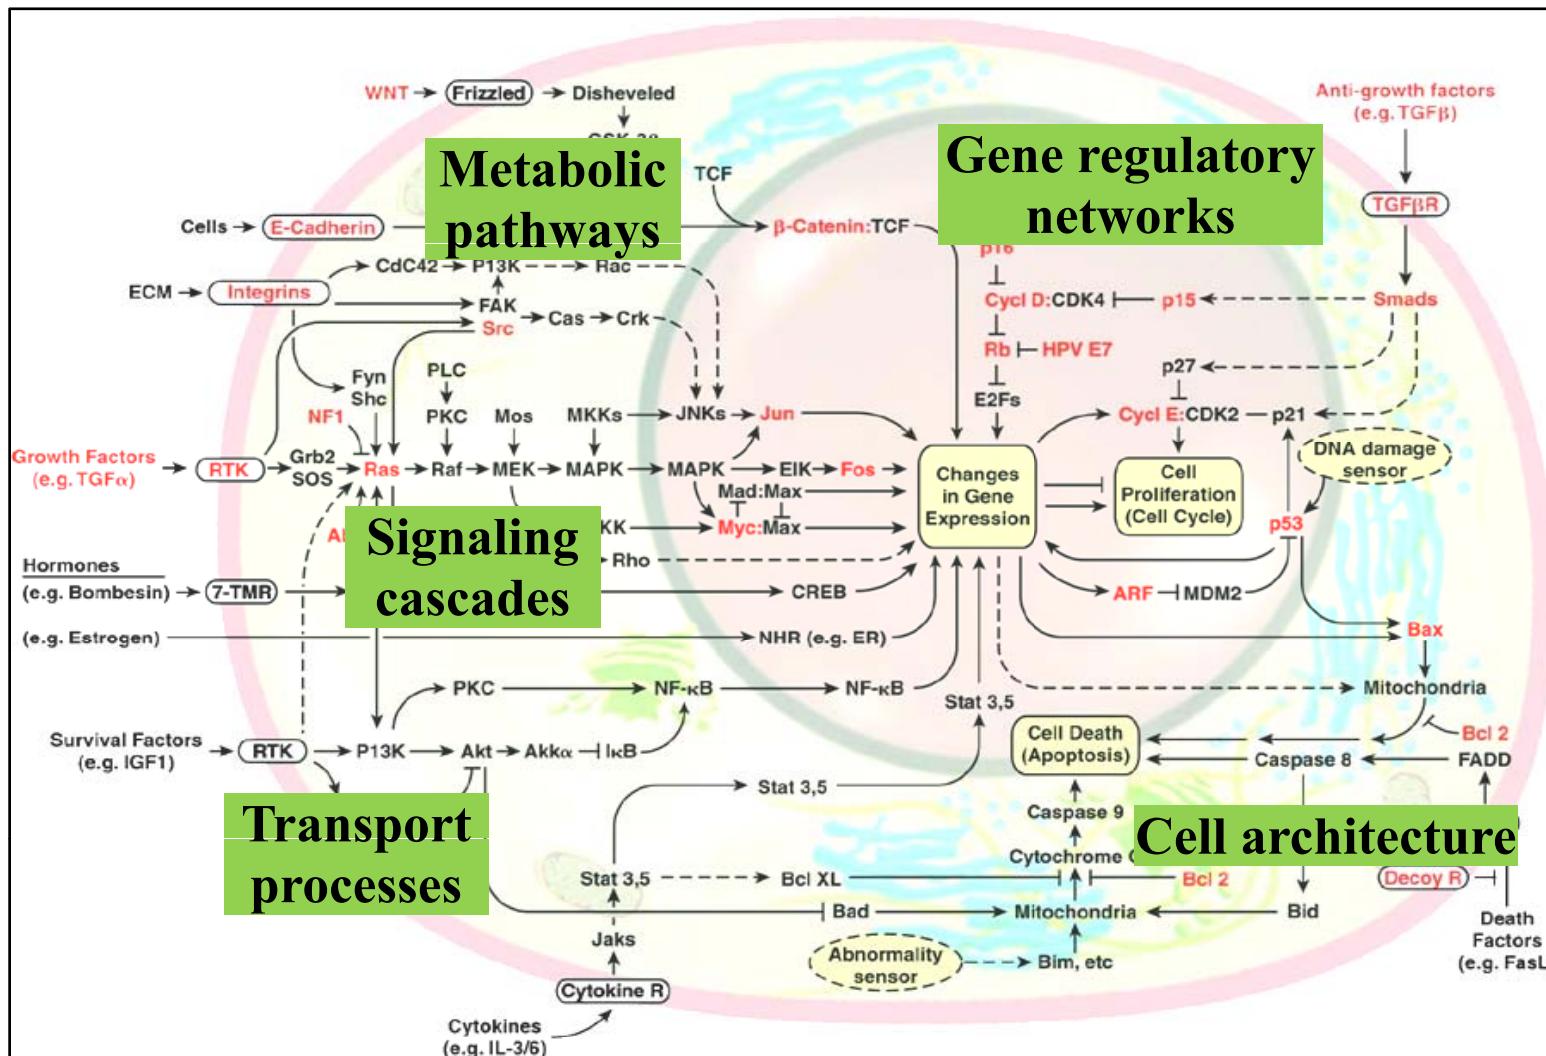 WNT
Frizzled
Disheveled
Anti-growth factors
(e.g. TGFβ)
Metabolic
pathways
Gene regulatory
networks
TCF
TGFβR
Cells
E-Cadherin
β-Catenin:TCF
p16
CdC42
P13K
Rac
ECM
Integrins
FAK
Src
Cas
Crk
Cycl D:CDK4
p15
Smads
Rb
HPV E7
Fyn
Shc
PLC
p27
E2Fs
NF1
PKC
Mos
MKKs
JNKs
Jun
Cycl E:CDK2
p21
Growth Factors
(e.g. TGFα)
RTK
Grb2
SOS
Ras
Raf
MEK
MAPK
MAPK
ElK
Fos
Changes
in Gene
Expression
Cell
Proliferation
(Cell Cycle)
DNA damage
sensor
Mad:Max
Myc:Max
p53
Signaling
cascades
Rho
Hormones
(e.g. Bombesin)
7-TMR
CREB
ARF
MDM2
(e.g. Estrogen)
NHR (e.g. ER)
Bax
PKC
NF-κB
NF-κB
Stat 3,5
Mitochondria
Survival Factors
(e.g. IGF1)
RTK
P13K
Akt
Akkα
IκB
Cell Death
(Apoptosis)
Bcl 2
Caspase 8
FADD
Stat 3,5
Transport
processes
Caspase 9
Cell architecture
Cytochrome
Stat 3,5
Bcl XL
Bcl 2
Decoy R
Bad
Mitochondria
Bid
Death
Factors
(e.g. FasL
Jaks
Abnormality
sensor
Bim, etc
Cytokine R
Cytokines
(e.g. IL-3/6)